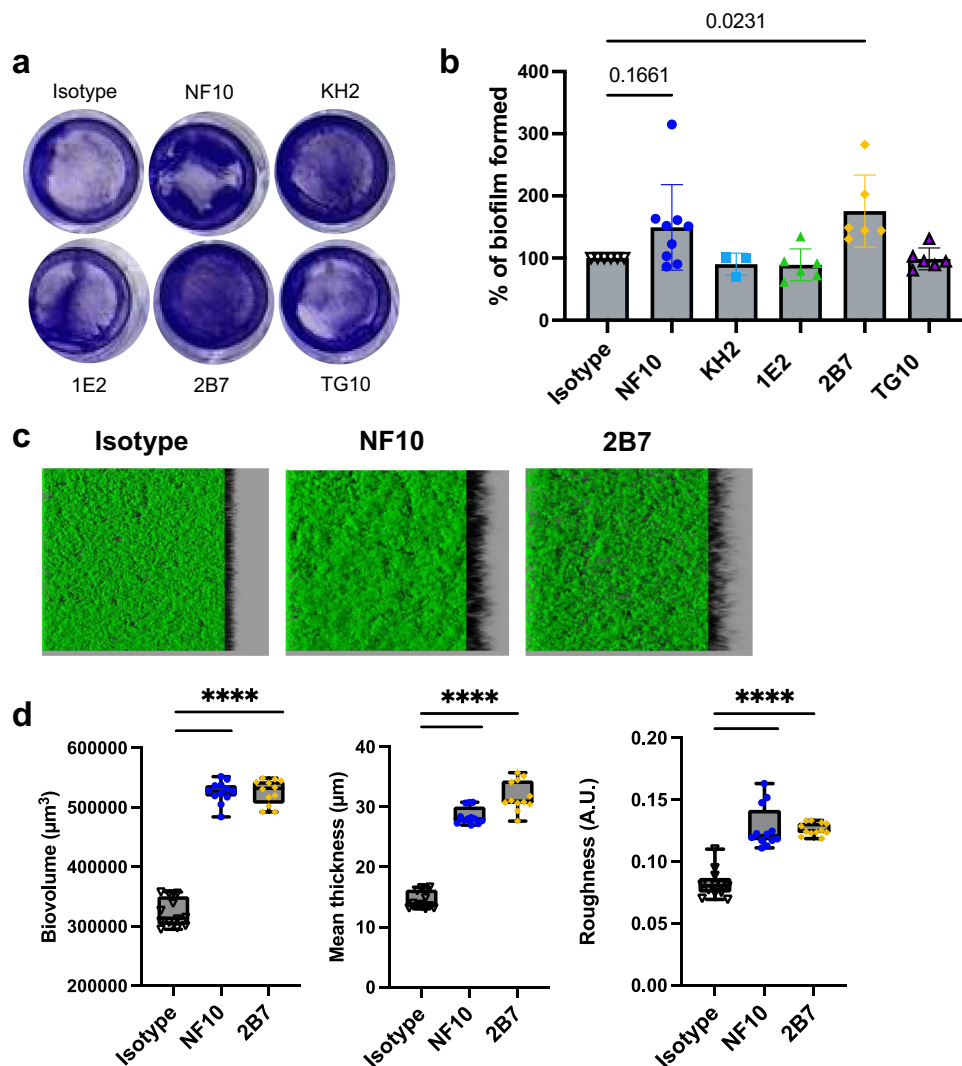 a
Isotype NF10 KH2
1E2 2B7 TG10
b
0.0231
0.1661
% of biofilm formed
400
300
200
100
0
Isotype NF10 KH2 1E2 2B7 TG10
c
Isotype NF10 2B7
d
****
Biovolume (µm³)
600000
500000
400000
300000
200000
Isotype NF10 2B7
****
Mean thickness (µm)
40
30
20
10
0
Isotype NF10 2B7
****
Roughness (A.U.)
0.20
0.15
0.10
0.05
0.00
Isotype NF10 2B7